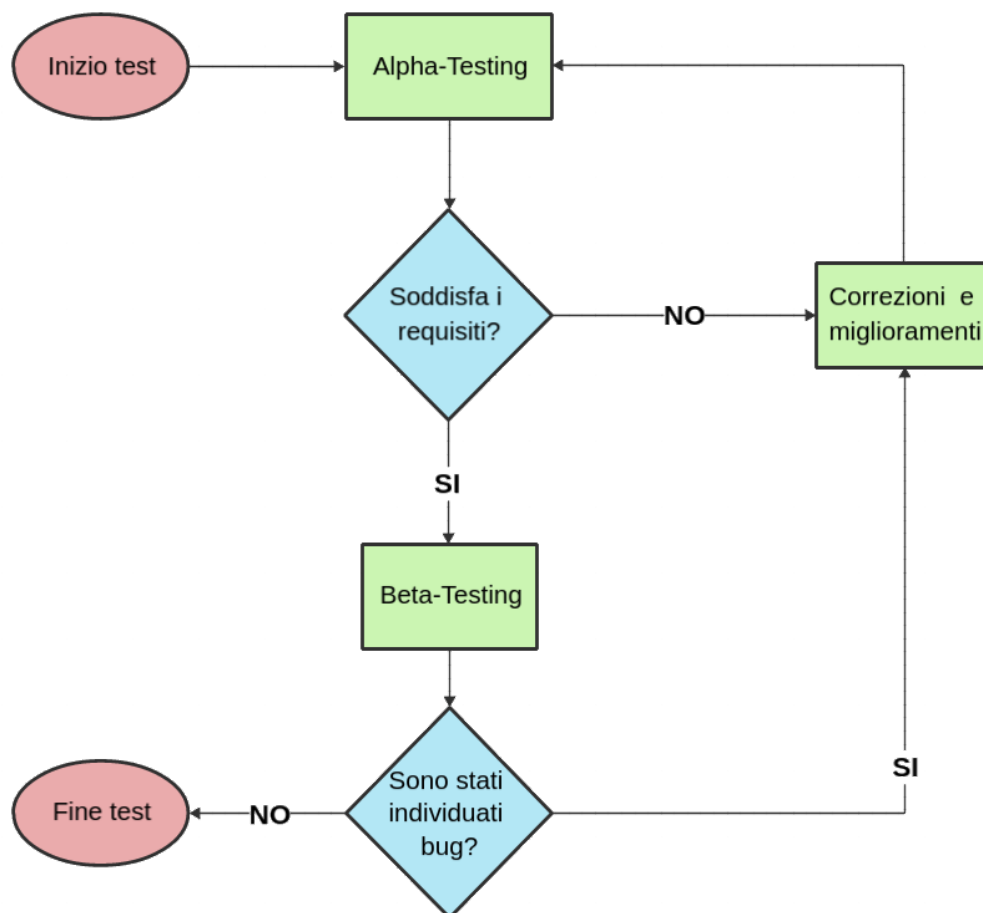 Inizio test
Alpha-Testing
Soddisfa i
requisiti?
NO
Correzioni e
miglioramenti
SI
Beta-Testing
Sono stati
individuati
bug?
SI
NO
Fine test